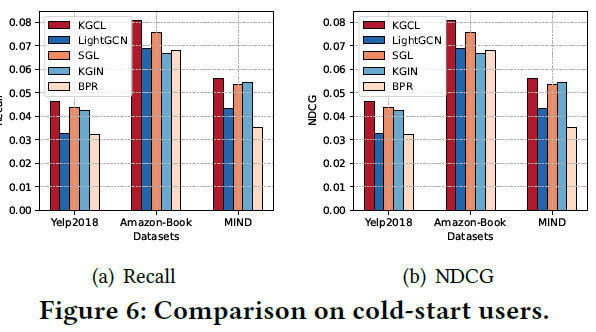 0.08
0.07
0.06
0.05
0.04
0.03
0.02
0.01
0.00
KGCL
LightGCN
SGL
KGIN
BPR
Yelp2018 Amazon-Book MIND
Datasets
(a) Recall
NDCG
0.08
0.07
0.06
0.05
0.04
0.03
0.02
0.01
0.00
KGCL
LightGCN
SGL
KGIN
BPR
Yelp2018 Amazon-Book MIND
Datasets
(b) NDCG
Figure 6: Comparison on cold-start users.